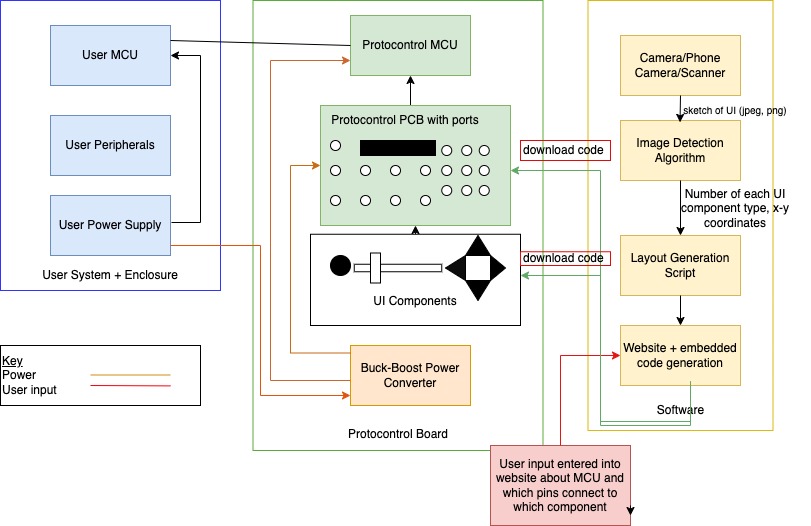 User MCU
User Peripherals
User Power Supply
User System + Enclosure
Key
Power
User input
Protocontrol MCU
Protocontrol PCB with ports
UI Components
Buck-Boost Power
Converter
Protocontrol Board
download code
download code
Camera/Phone
Camera/Scanner
sketch of UI (jpeg, png)
Image Detection
Algorithm
Number of each UI
component type, x-y
coordinates
Layout Generation
Script
Website + embedded
code generation
Software
User input entered into
website about MCU and
which pins connect to
which component